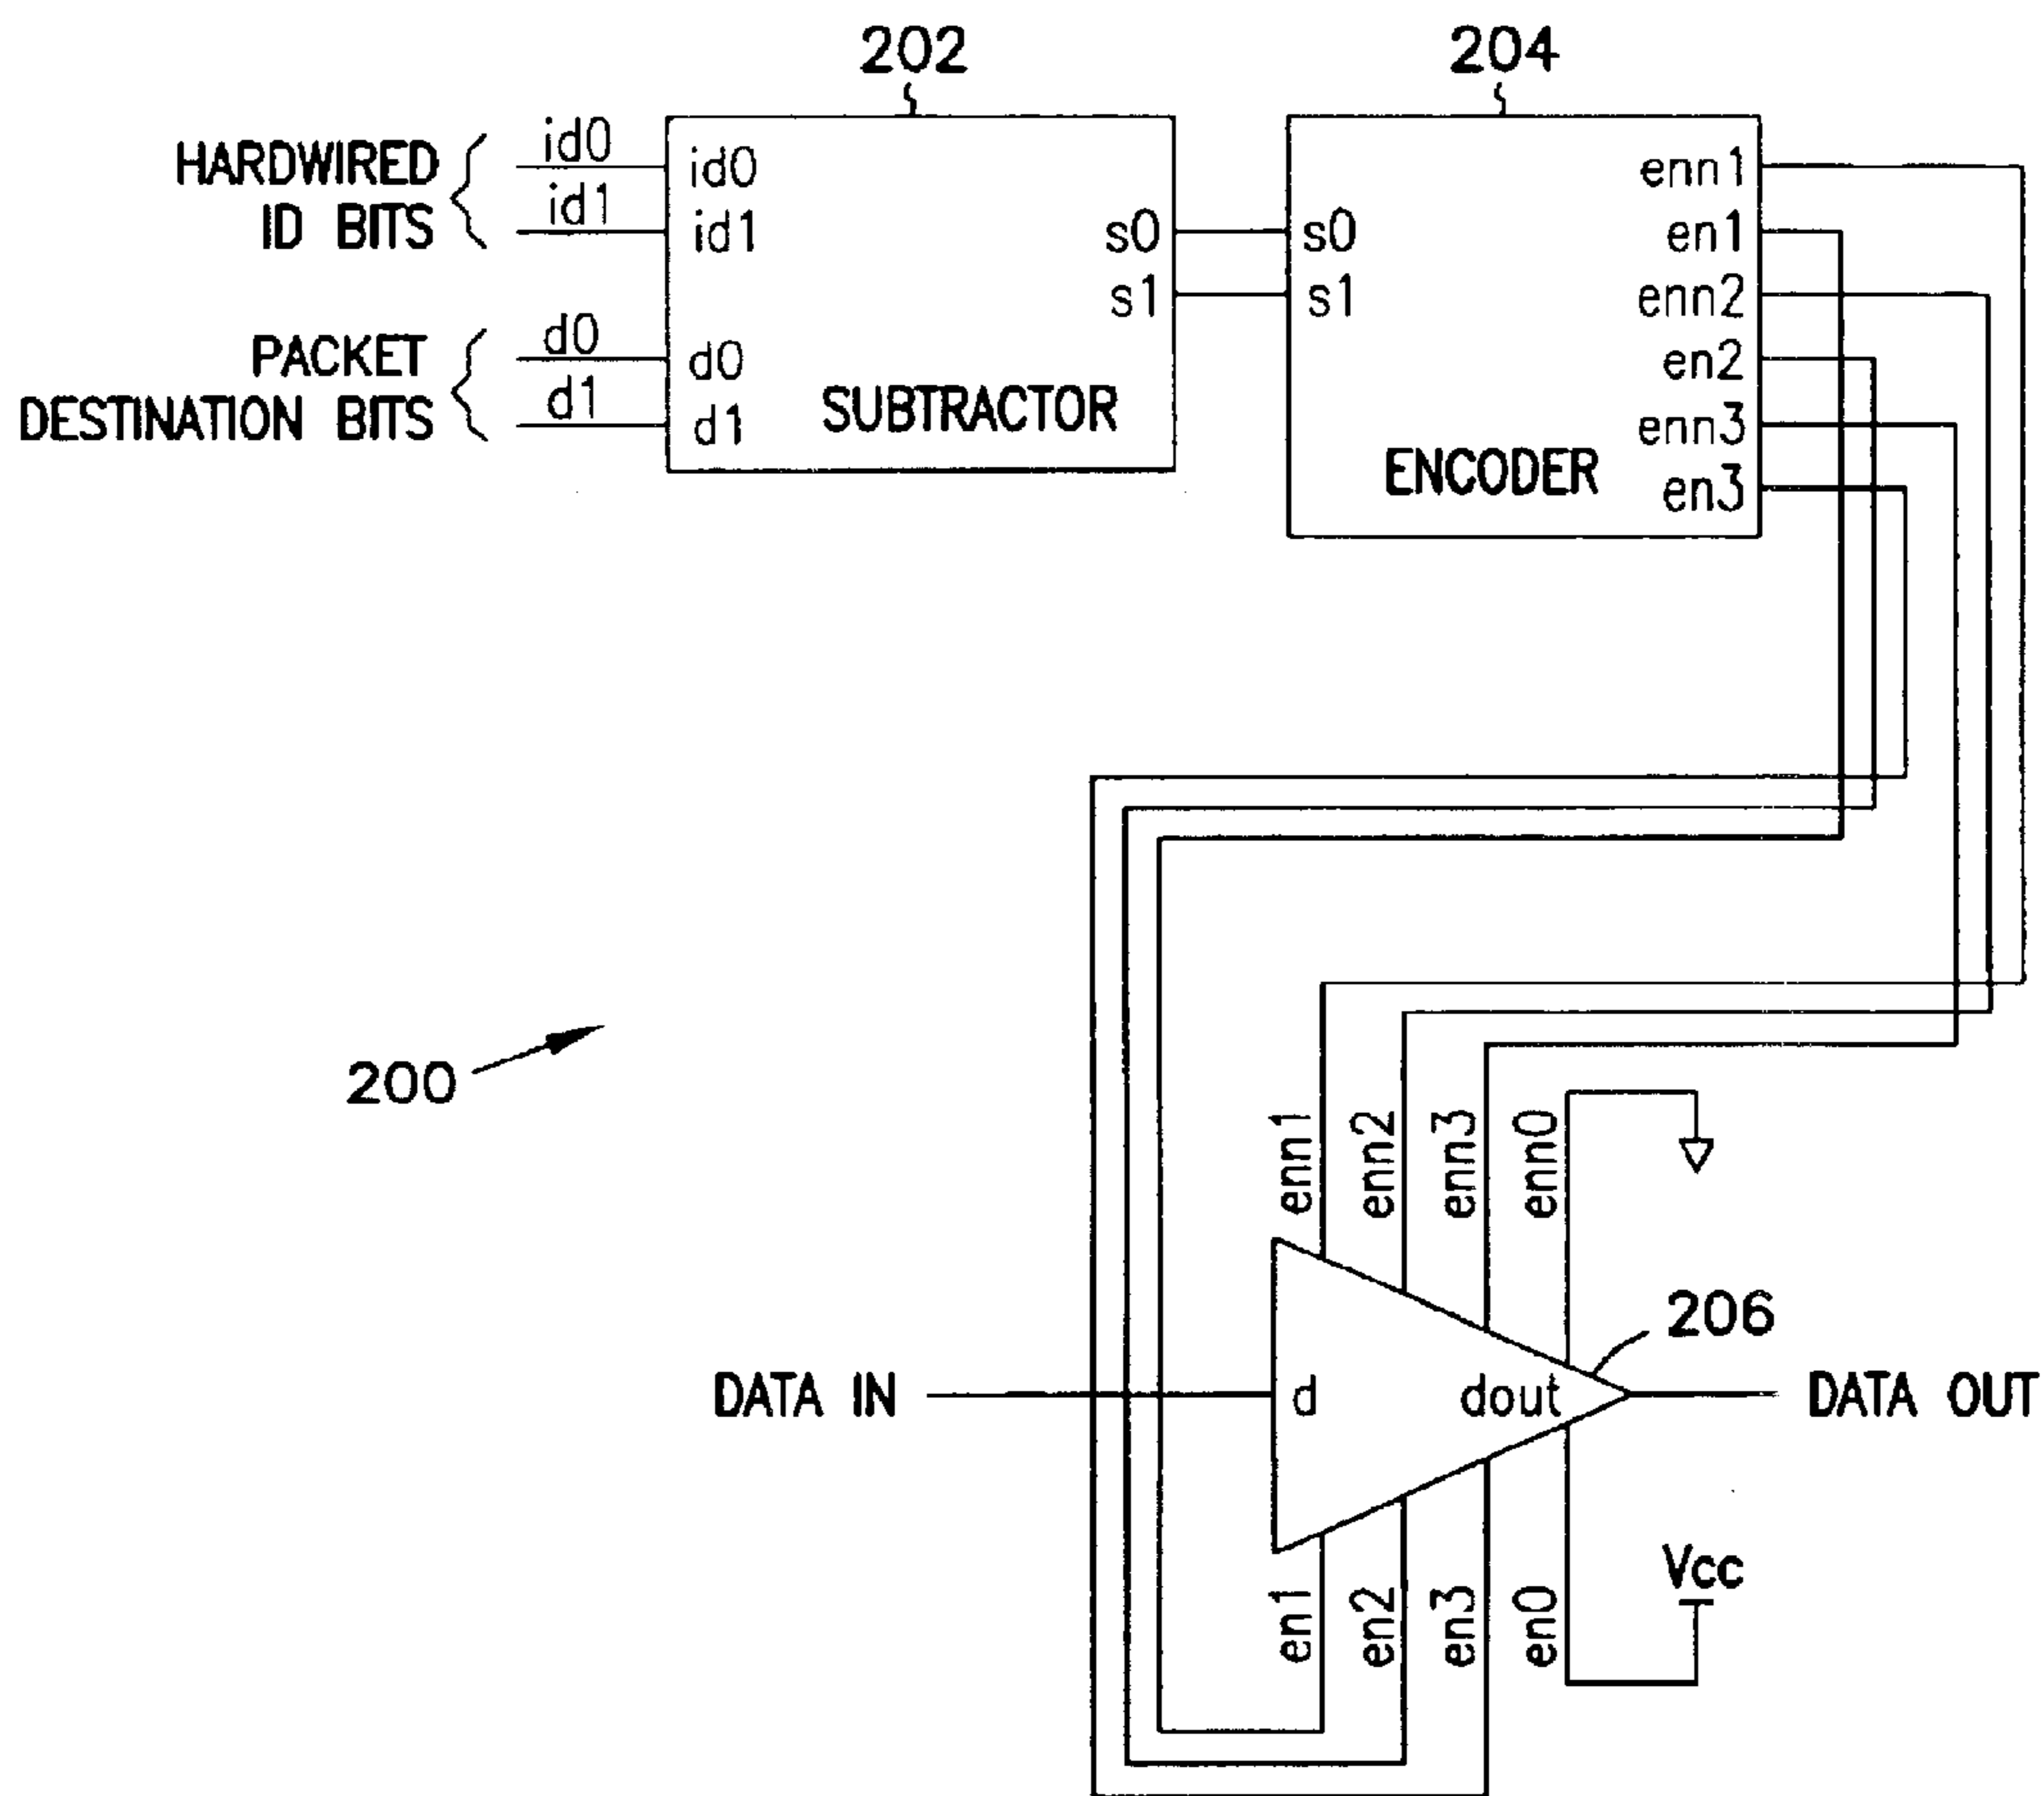 202
204
HARDWIRED
ID BITS
id0
id1
id0
id1
s0
s1
s0
s1
enn1
en1
enn2
en2
enn3
en3
PACKET
DESTINATION BITS
d0
d1
d0
d1
SUBTRACTOR
ENCODER
200
enn1
enn2
enn3
enn0
206
DATA IN
d
dout
DATA OUT
Vcc
en1
en2
en3
en0